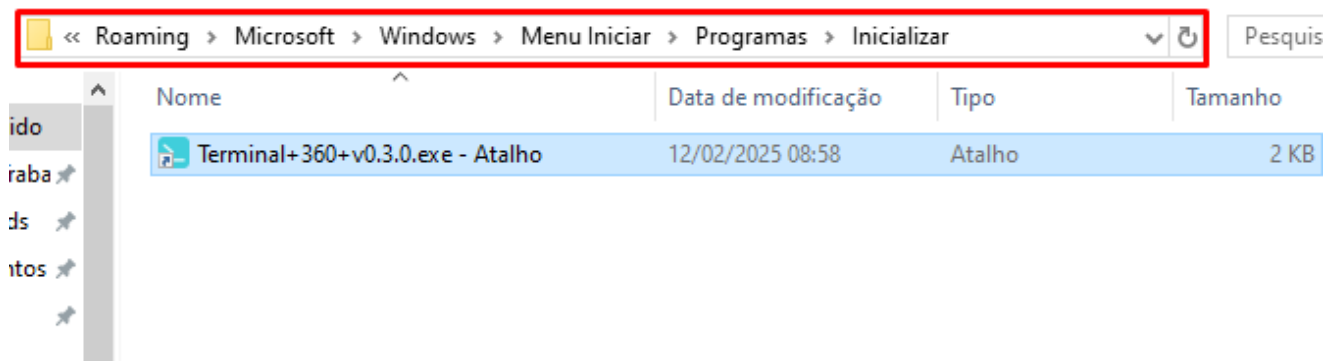 « Roaming > Microsoft > Windows > Menu Iniciar > Programas > Inicializar Pesquis
Nome Data de modificação Tipo Tamanho
ido
Terminal+360+v0.3.0.exe - Atalho 12/02/2025 08:58 Atalho 2 KB
raba
ds
ntos